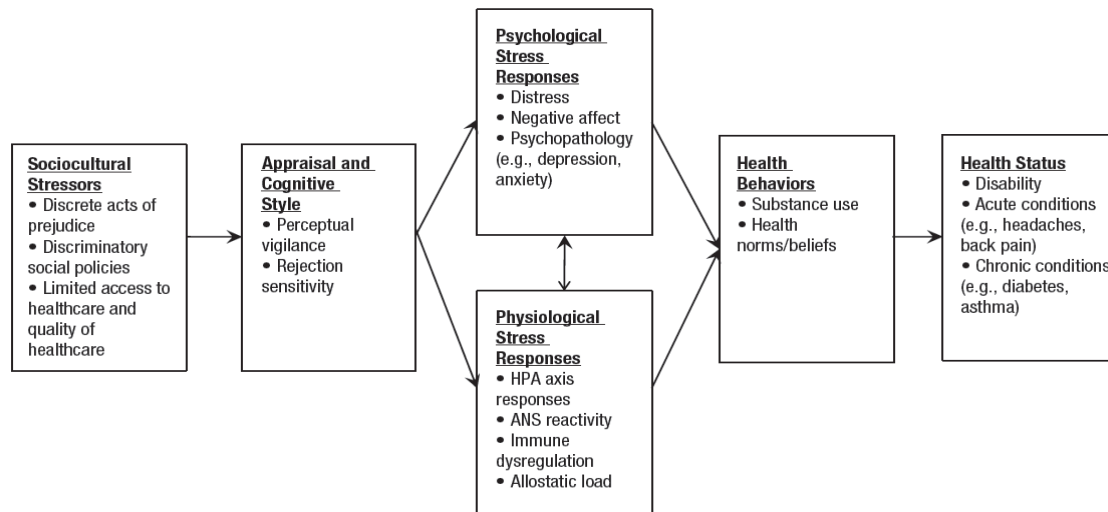 Sociocultural
Stressors
• Discrete acts of
prejudice
• Discriminatory
social policies
• Limited access to
healthcare and
quality of
healthcare
Appraisal and
Cognitive
Style
• Perceptual
vigilance
• Rejection
sensitivity
Psychological
Stress
Responses
• Distress
• Negative affect
• Psychopathology
(e.g., depression,
anxiety)
Physiological
Stress
Responses
• HPA axis
responses
• ANS reactivity
• Immune
dysregulation
• Allostatic load
Health
Behaviors
• Substance use
• Health
norms/beliefs
Health Status
• Disability
• Acute conditions
(e.g., headaches,
back pain)
• Chronic conditions
(e.g., diabetes,
asthma)